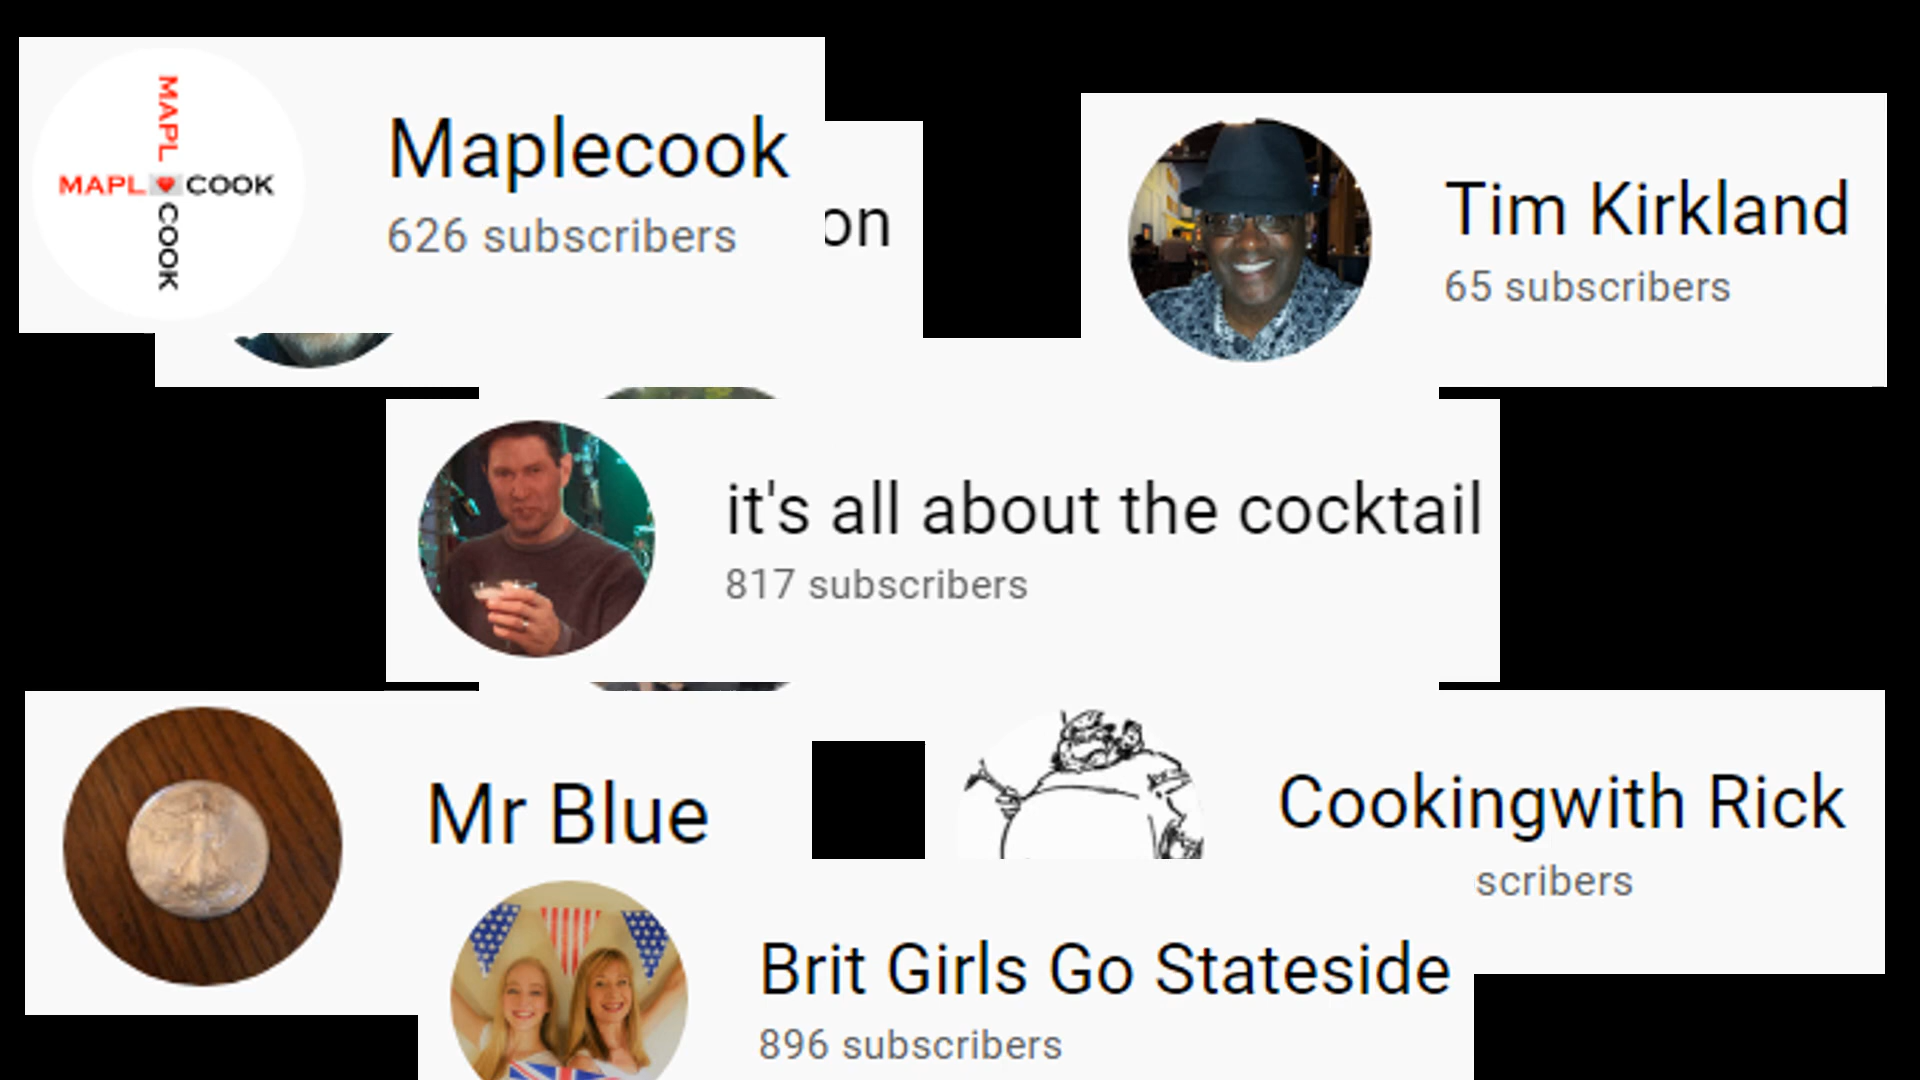 MAPL
MAPL COOK
COOK
Maplecook
626 subscribers
on
Tim Kirkland
65 subscribers
it's all about the cocktail
817 subscribers
Mr Blue
Cookingwith Rick
scribers
Brit Girls Go Stateside
896 subscribers